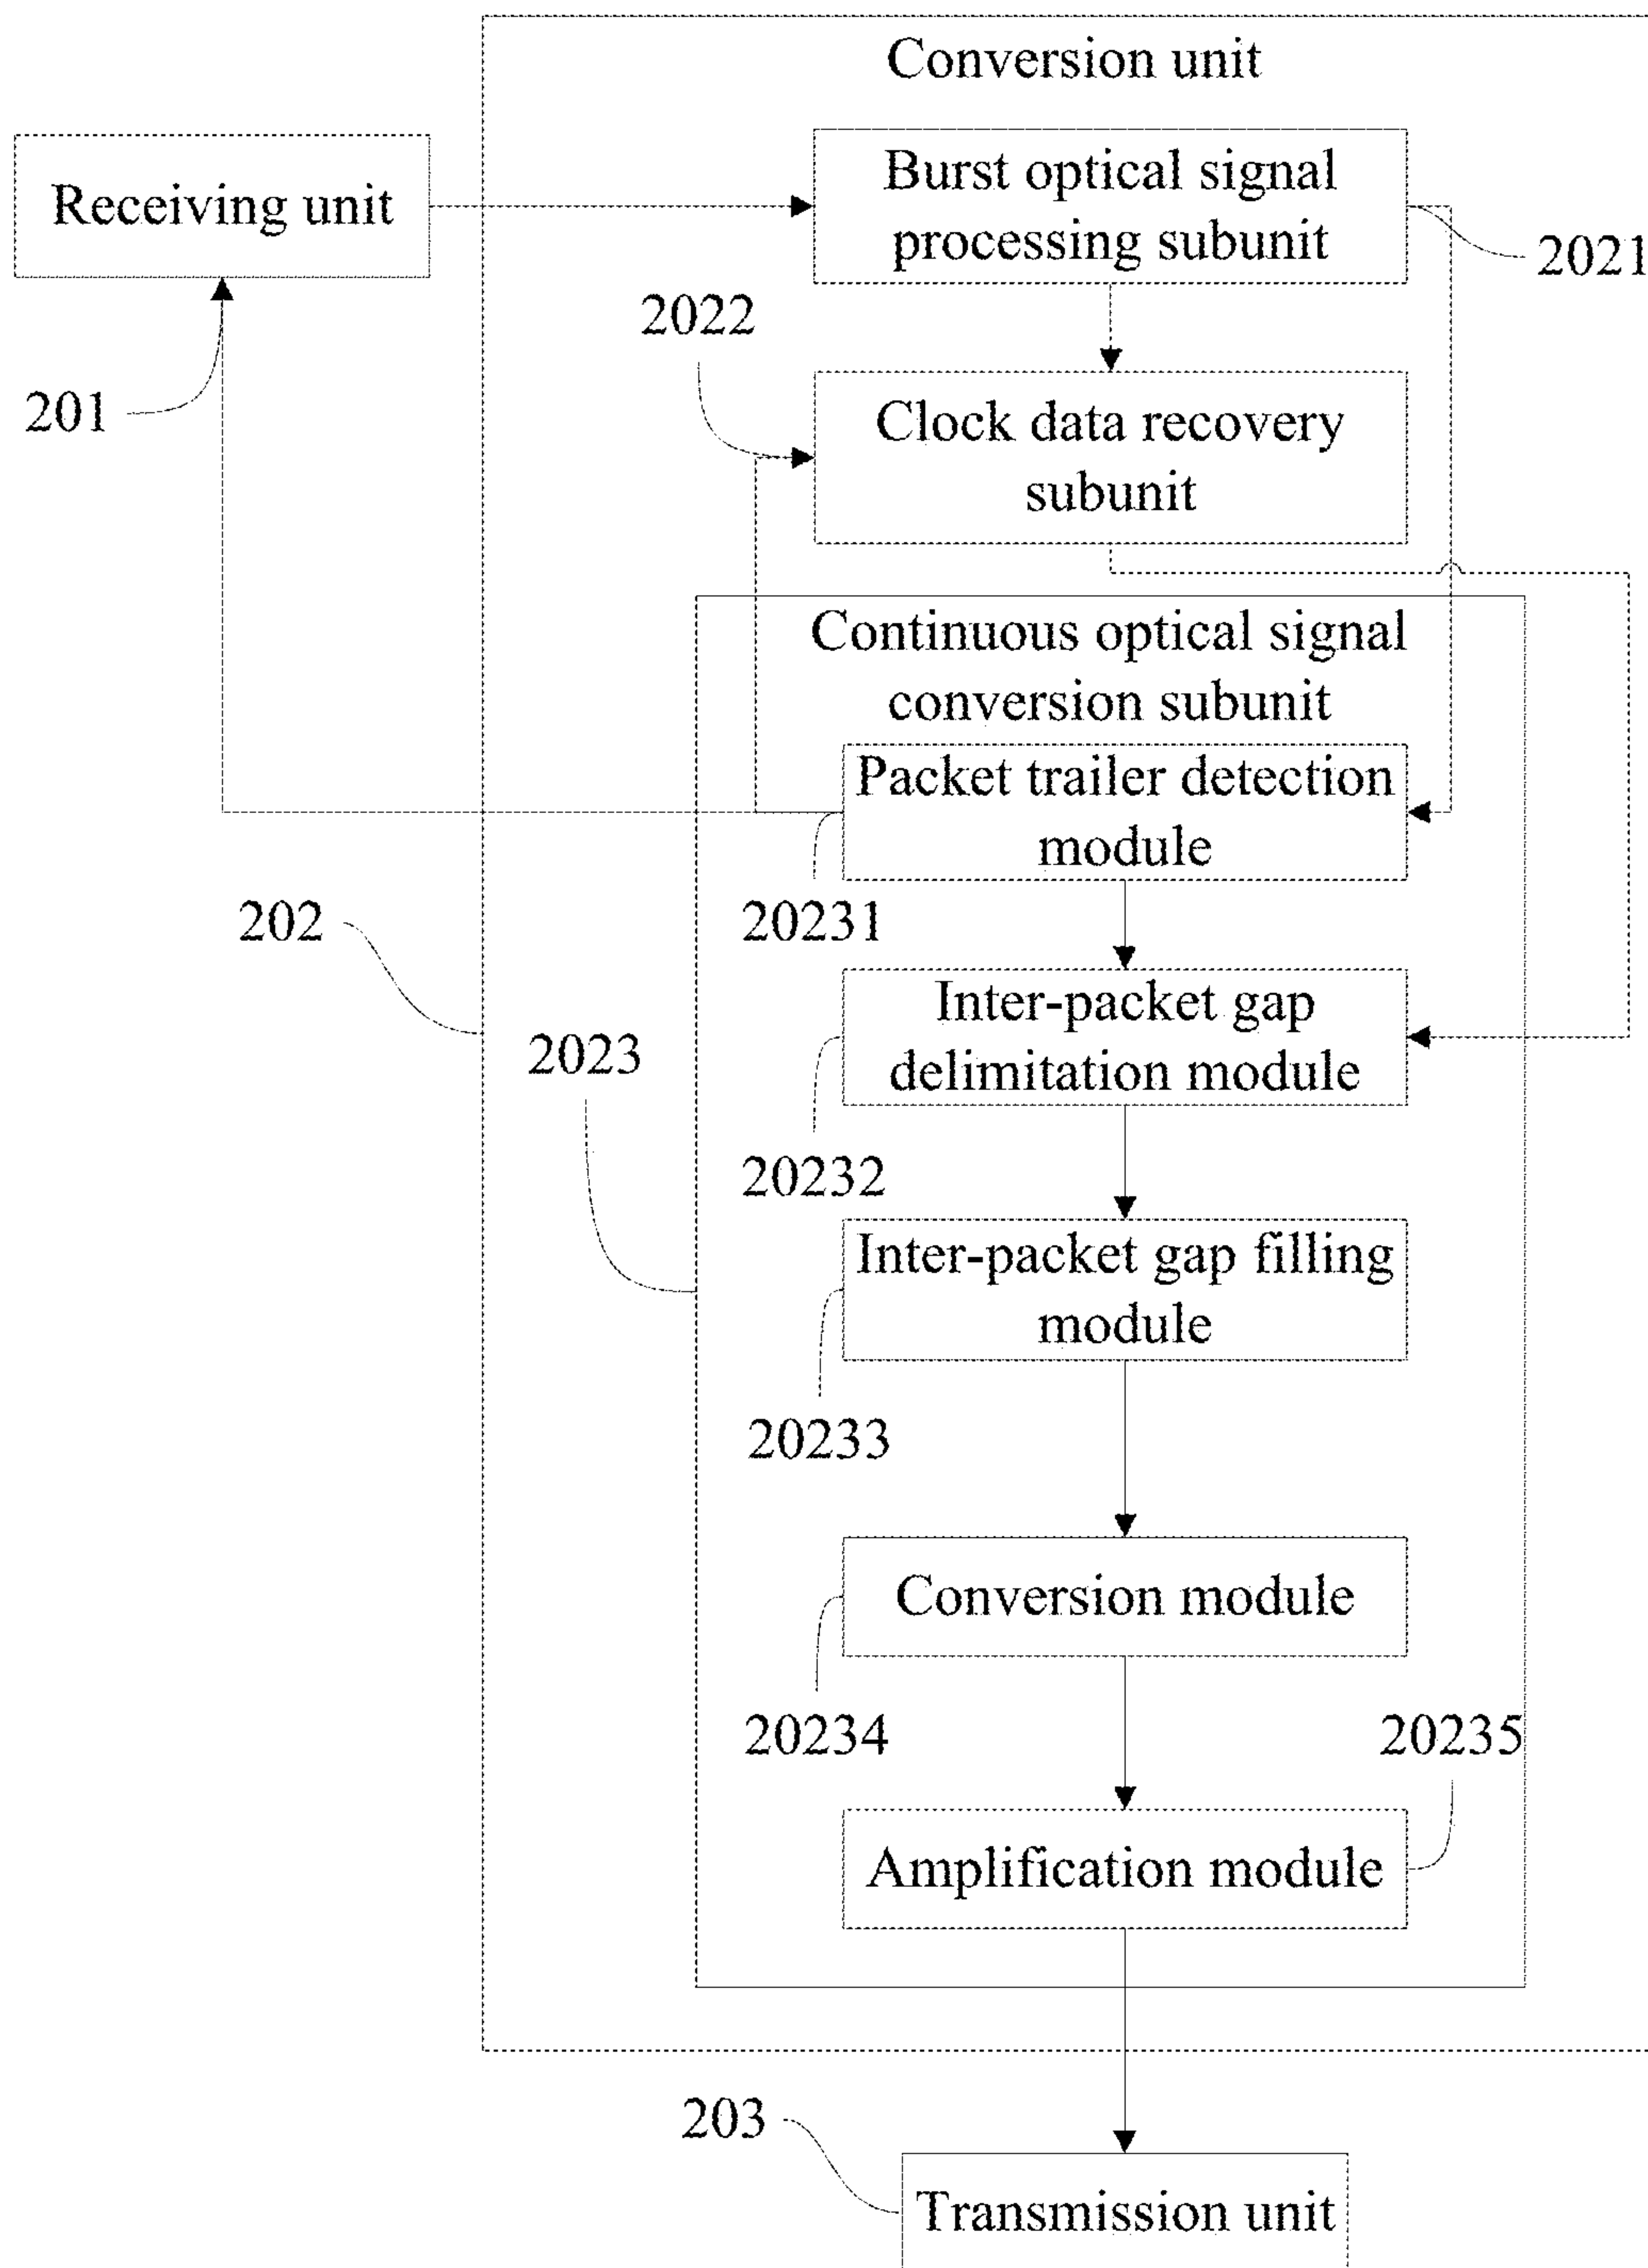 Conversion unit
Receiving unit
Burst optical signal
processing subunit
2021
2022
201
Clock data recovery
subunit
Continuous optical signal
conversion subunit
Packet trailer detection
module
20231
202
Inter-packet gap
delimitation module
2023
20232
Inter-packet gap filling
module
20233
Conversion module
20234
20235
Amplification module
203
Transmission unit